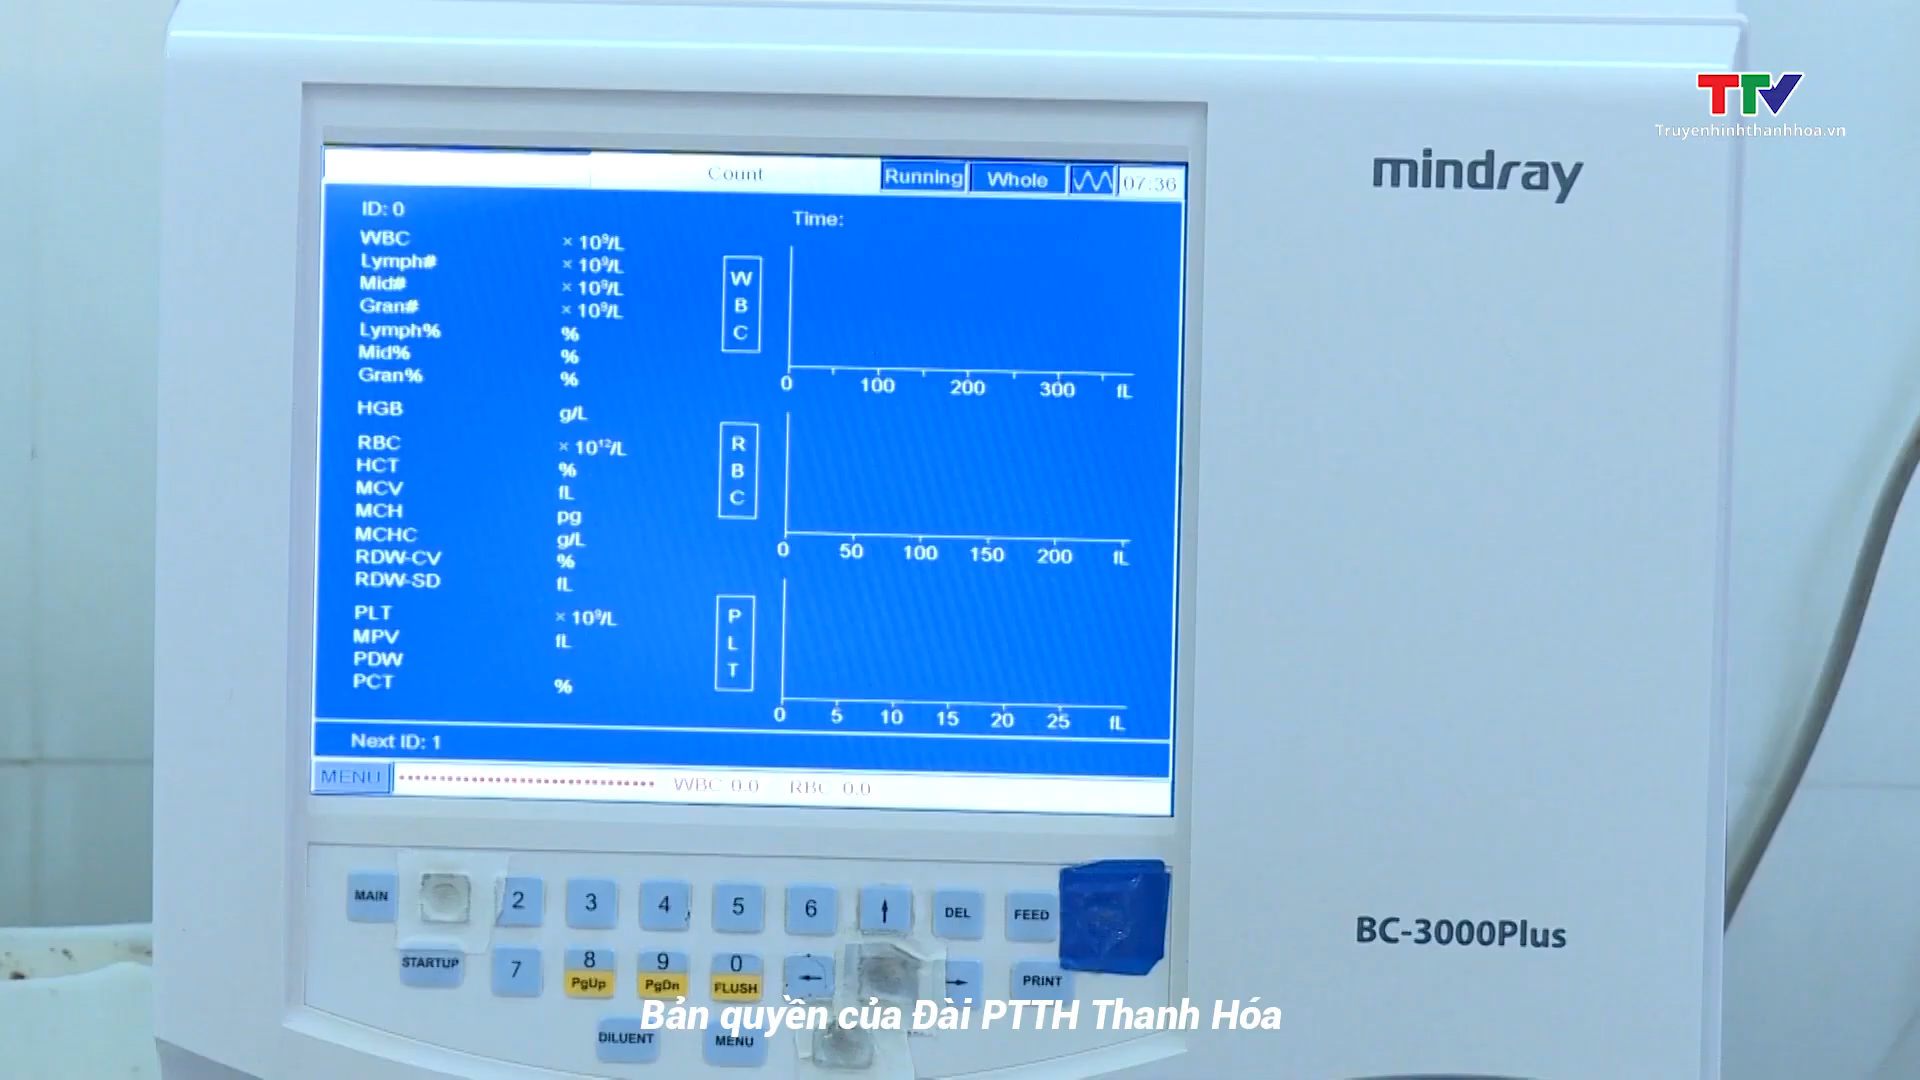 TTV
Truyenhinhthanhhoa.vn
mindray
Count Running Whole 07:36
ID: 0
Time:
WBC × 10⁹/L
Lymph# × 10⁹/L
Mid# × 10⁹/L
Gran# × 10⁹/L
Lymph% %
Mid% %
Gran% %
WBC
0 100 200 300 fL
HGB g/L
RBC × 10¹²/L
HCT %
MCV fL
MCH pg
MCHC g/L
RDW-CV %
RDW-SD fL
RBC
0 50 100 150 200 fL
PLT × 10⁹/L
MPV fL
PDW
PCT %
PLT
0 5 10 15 20 25 fL
Next ID: 1
MENU WBC 0.0 RBC 0.0
MAIN 2 3 4 5 6 DEL FEED
STARTUP 7 8 PgUp 9 PgDn 0 FLUSH PRINT
DILUENT MENU
BC-3000Plus
Bản quyền của Đài PTTH Thanh Hóa